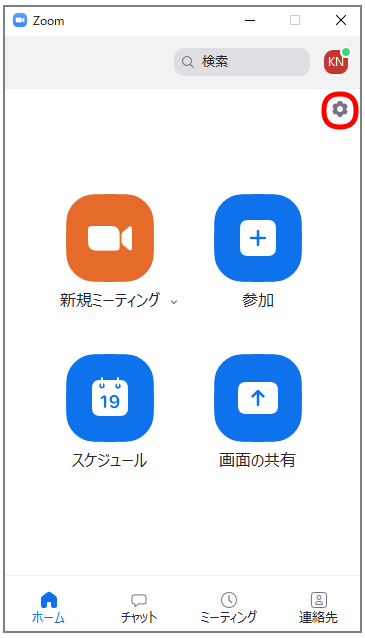 Zoom
検索
KN
新規ミーティング
参加
19
スケジュール
画面の共有
ホーム
チャット
ミーティング
連絡先